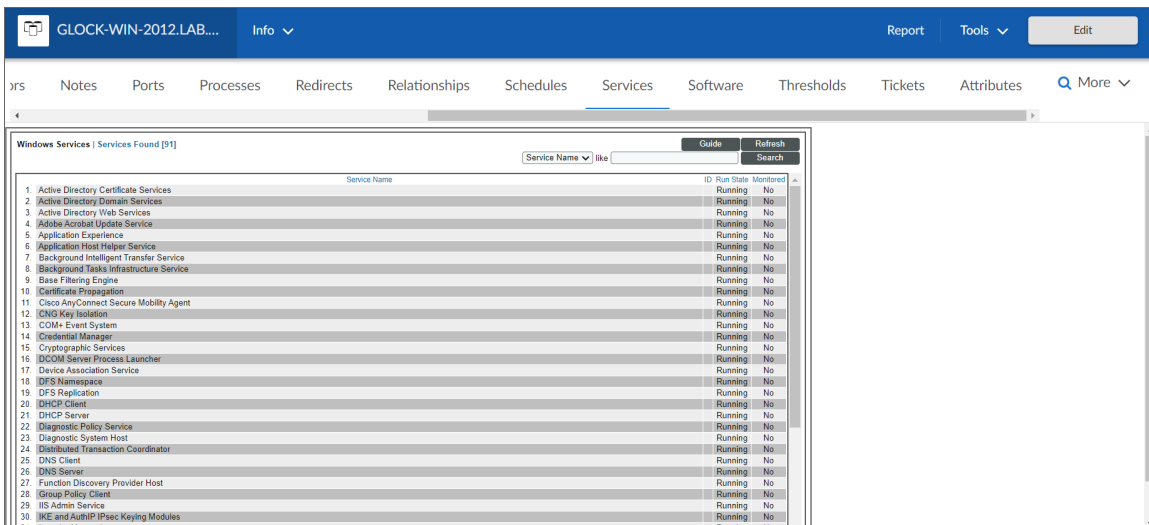 GLOCK-WIN-2012.LAB.... Info Report Tools Edit
ors Notes Ports Processes Redirects Relationships Schedules Services Software Thresholds Tickets Attributes More
Windows Services | Services Found [91] Guide Refresh
Service Name like Search
Service Name ID Run State Monitored
1. Active Directory Certificate Services Running No
2. Active Directory Domain Services Running No
3. Active Directory Web Services Running No
4. Adobe Acrobat Update Service Running No
5. Application Experience Running No
6. Application Host Helper Service Running No
7. Background Intelligent Transfer Service Running No
8. Background Tasks Infrastructure Service Running No
9. Base Filtering Engine Running No
10. Certificate Propagation Running No
11. Cisco AnyConnect Secure Mobility Agent Running No
12. CNG Key Isolation Running No
13. COM+ Event System Running No
14. Credential Manager Running No
15. Cryptographic Services Running No
16. DCOM Server Process Launcher Running No
17. Device Association Service Running No
18. DFS Namespace Running No
19. DFS Replication Running No
20. DHCP Client Running No
21. DHCP Server Running No
22. Diagnostic Policy Service Running No
23. Diagnostic System Host Running No
24. Distributed Transaction Coordinator Running No
25. DNS Client Running No
26. DNS Server Running No
27. Function Discovery Provider Host Running No
28. Group Policy Client Running No
29. IIS Admin Service Running No
30. IKE and AuthIP IPsec Keying Modules Running No